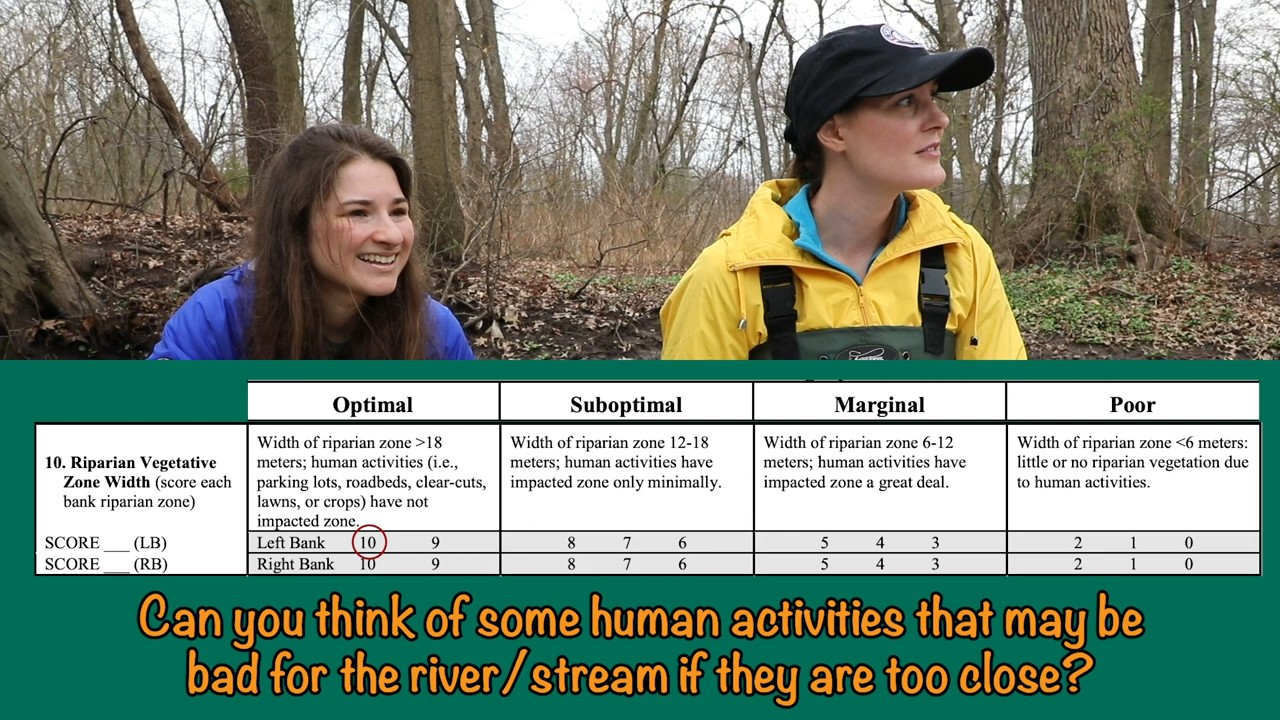 Optimal Suboptimal Marginal Poor
10. Riparian Vegetative
Zone Width (score each
bank riparian zone)
Width of riparian zone >18
meters; human activities (i.e.,
parking lots, roadbeds, clear-cuts,
lawns, or crops) have not
impacted zone.
Width of riparian zone 12-18
meters; human activities have
impacted zone only minimally.
Width of riparian zone 6-12
meters; human activities have
impacted zone a great deal.
Width of riparian zone <6 meters:
little or no riparian vegetation due
to human activities.
SCORE ___ (LB) Left Bank 10 9 8 7 6 5 4 3 2 1 0
SCORE ___ (RB) Right Bank 10 9 8 7 6 5 4 3 2 1 0
Can you think of some human activities that may be
bad for the river/stream if they are too close?